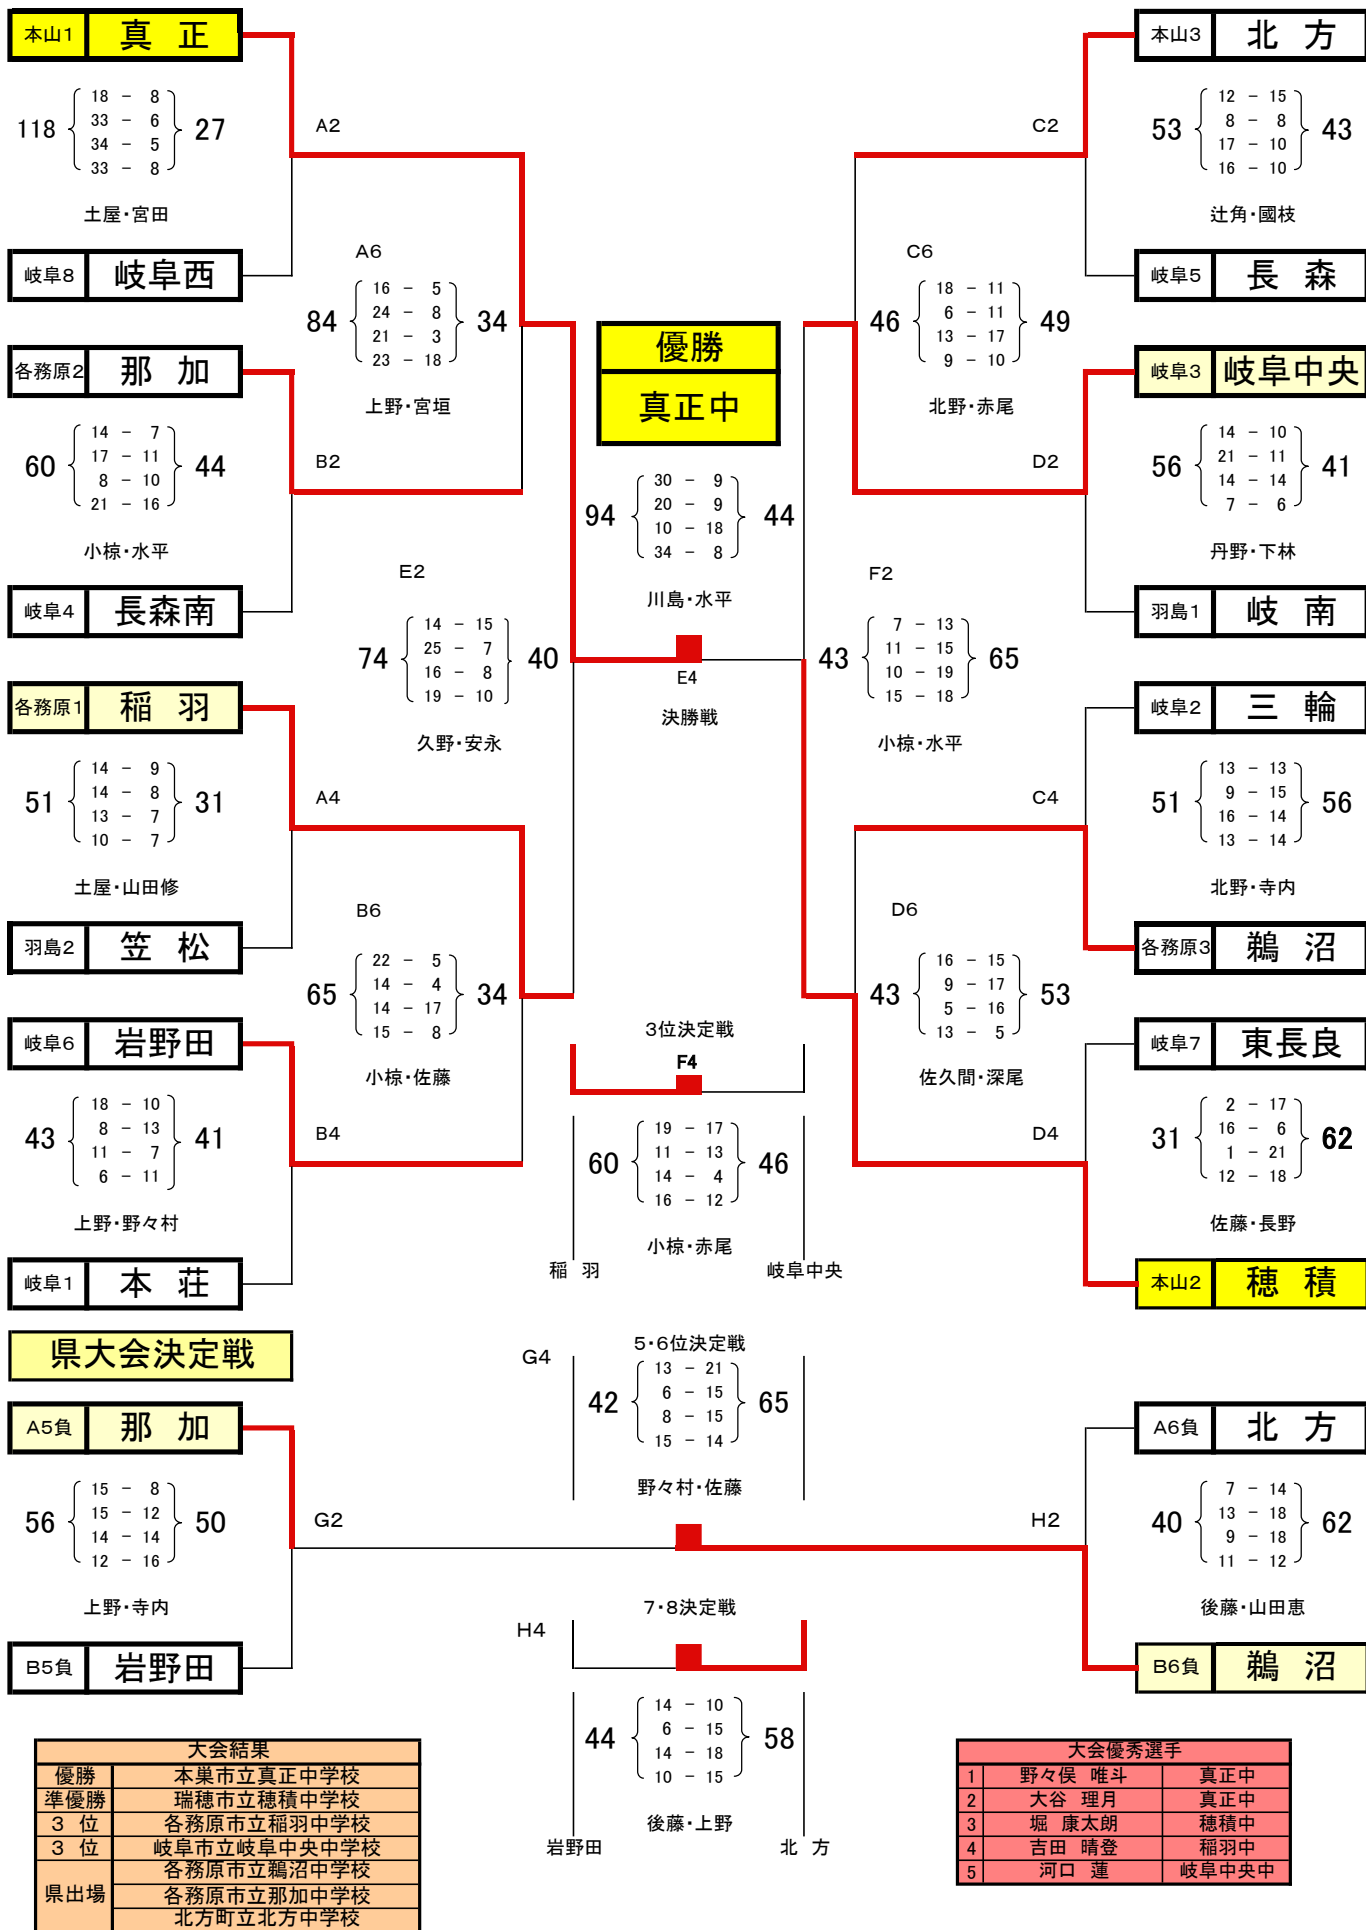 本山1 真 正
118 27
18 - 8
33 - 6
34 - 5
33 - 8
土屋・宮田
A2
岐阜8 岐阜西
A6
84 34
16 - 5
24 - 8
21 - 3
23 - 18
上野・宮垣
各務原2 那 加
60 44
14 - 7
17 - 11
8 - 10
21 - 16
小椋・水平
B2
岐阜4 長森南
E2
74 40
14 - 15
25 - 7
16 - 8
19 - 10
久野・安永
各務原1 稲 羽
51 31
14 - 9
14 - 8
13 - 7
10 - 7
土屋・山田修
A4
羽島2 笠 松
B6
65 34
22 - 5
14 - 4
14 - 17
15 - 8
小椋・佐藤
岐阜6 岩野田
43 41
18 - 10
8 - 13
11 - 7
6 - 11
上野・野々村
B4
岐阜1 本 荘
優勝
真正中
94 44
30 - 9
20 - 9
10 - 18
34 - 8
川島・水平
E4
決勝戦
3位決定戦
F4
60 46
19 - 17
11 - 13
14 - 4
16 - 12
小椋・赤尾
稲 羽
岐阜中央
本山3 北 方
53 43
12 - 15
8 - 8
17 - 10
16 - 10
辻角・國枝
C2
岐阜5 長 森
C6
46 49
18 - 11
6 - 11
13 - 17
9 - 10
北野・赤尾
岐阜3 岐阜中央
56 41
14 - 10
21 - 11
14 - 14
7 - 6
丹野・下林
D2
羽島1 岐 南
F2
43 65
7 - 13
11 - 15
10 - 19
15 - 18
小椋・水平
岐阜2 三 輪
51 56
13 - 13
9 - 15
16 - 14
13 - 14
北野・寺内
C4
各務原3 鵜 沼
D6
43 53
16 - 15
9 - 17
5 - 16
13 - 5
佐久間・深尾
岐阜7 東長良
31 62
2 - 17
16 - 6
1 - 21
12 - 18
佐藤・長野
D4
本山2 穂 積
県大会決定戦
A5負 那 加
56 50
15 - 8
15 - 12
14 - 14
12 - 16
上野・寺内
G2
B5負 岩野田
G4
5・6位決定戦
42 65
13 - 21
6 - 15
8 - 15
15 - 14
野々村・佐藤
A6負 北 方
40 62
7 - 14
13 - 18
9 - 18
11 - 12
後藤・山田恵
H2
B6負 鵜 沼
7・8決定戦
H4
44 58
14 - 10
6 - 15
14 - 18
10 - 15
後藤・上野
岩野田
北 方
大会結果
優勝 本巣市立真正中学校
準優勝 瑞穂市立穂積中学校
3 位 各務原市立稲羽中学校
3 位 岐阜市立岐阜中央中学校
県出場 各務原市立鵜沼中学校
各務原市立那加中学校
北方町立北方中学校
大会優秀選手
1 野々俣 唯斗 真正中
2 大谷 理月 真正中
3 堀 康太朗 穂積中
4 吉田 晴登 稲羽中
5 河口 蓮 岐阜中央中